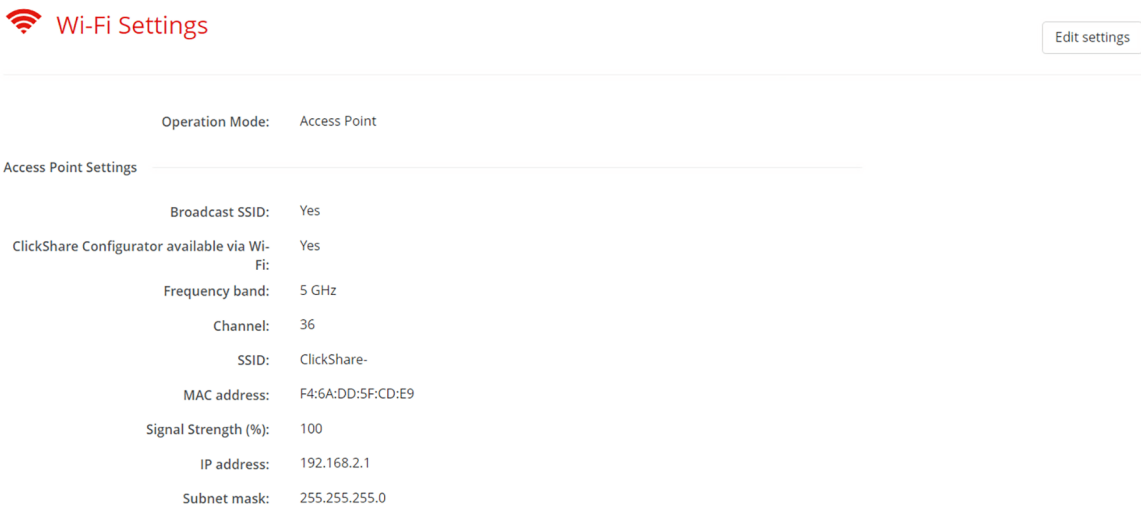 Wi-Fi Settings
Edit settings
Operation Mode: Access Point
Access Point Settings
Broadcast SSID: Yes
ClickShare Configurator available via Wi- Yes
Fi:
Frequency band: 5 GHz
Channel: 36
SSID: ClickShare-
MAC address: F4:6A:DD:5F:CD:E9
Signal Strength (%): 100
IP address: 192.168.2.1
Subnet mask: 255.255.255.0